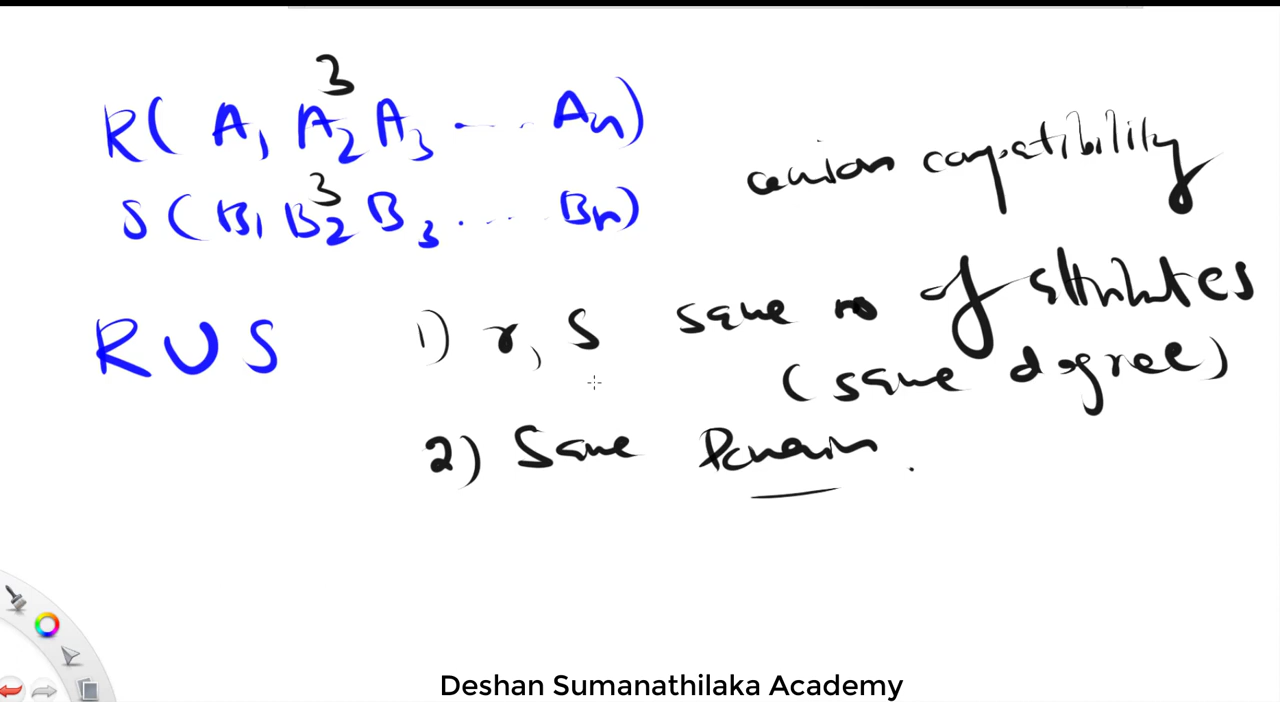 3
R( A1 A2 A3 ---- An)
3
S( B1 B2 B3 ---- Bn)
union compatibility
R U S
1) r, S same no of attributes
(same degree)
2) Same Domain.
Deshan Sumanathilaka Academy